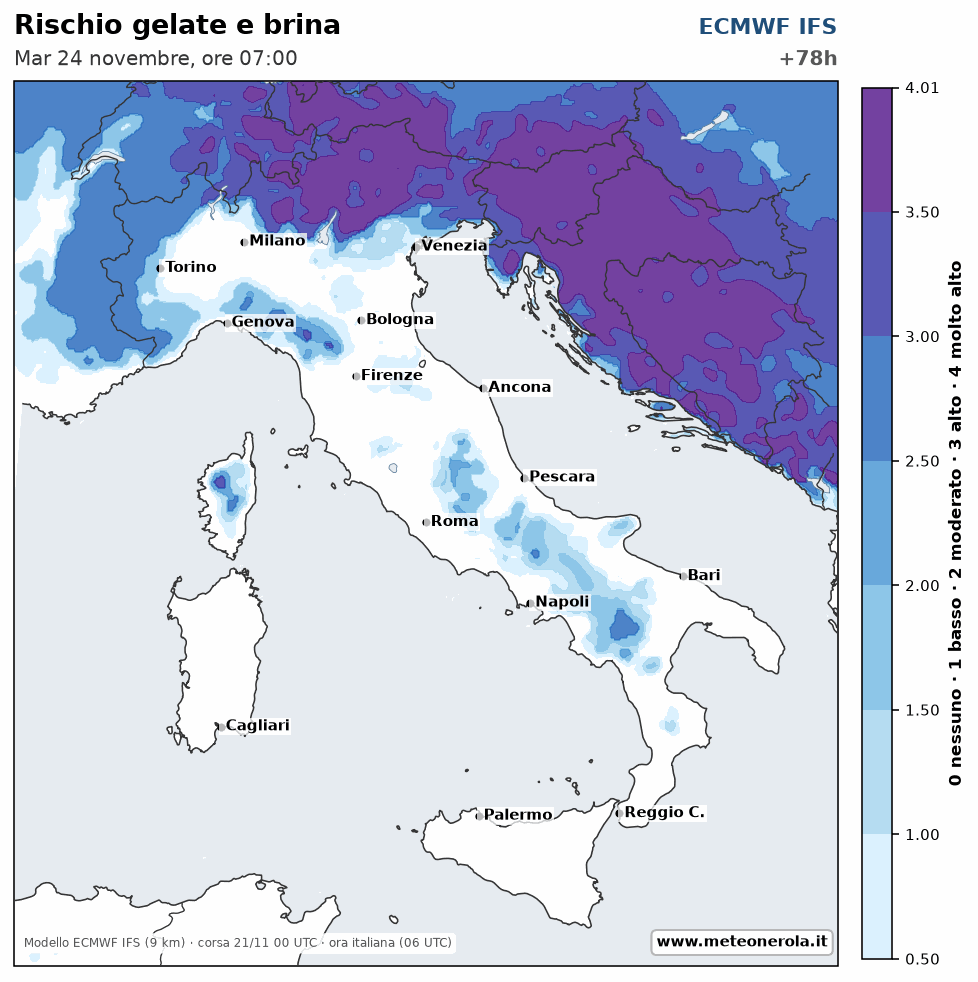 Rischio gelate e brina
ECMWF IFS
Mar 24 novembre, ore 07:00
+78h
Milano
Venezia
Torino
Genova
Bologna
Firenze
Ancona
Pescara
Roma
Bari
Napoli
Cagliari
Palermo
Reggio C.
Modello ECMWF IFS (9 km) · corsa 21/11 00 UTC · ora italiana (06 UTC)
www.meteonerola.it
4.01
3.50
3.00
2.50
2.00
1.50
1.00
0.50
0 nessuno · 1 basso · 2 moderato · 3 alto · 4 molto alto